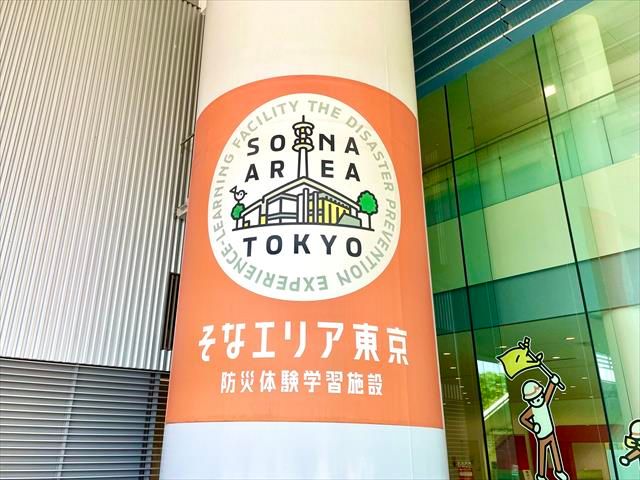 THE DISASTER PREVENTION EXPERIENCE-LEARNING FACILITY
SONA
AREA
TOKYO
そなエリア東京
防災体験学習施設